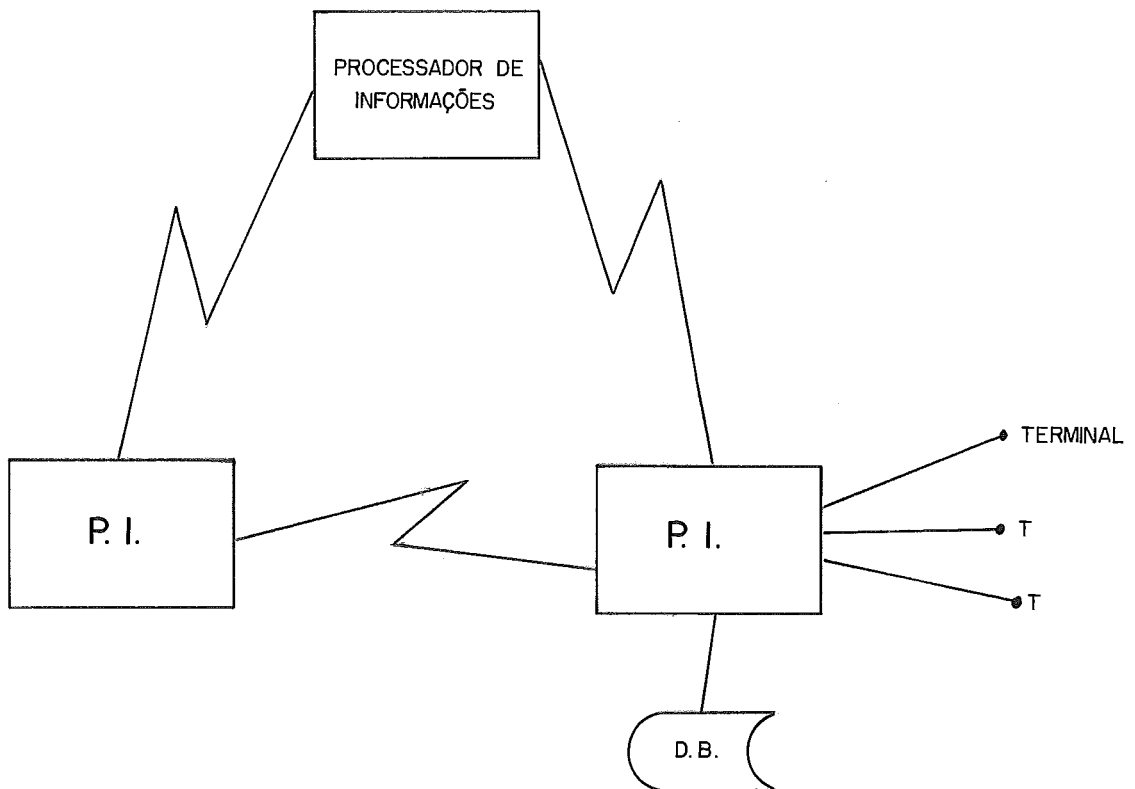 PROCESSADOR DE
INFORMAÇÕES
TERMINAL
P. I.
P. I.
T
T
D.B.